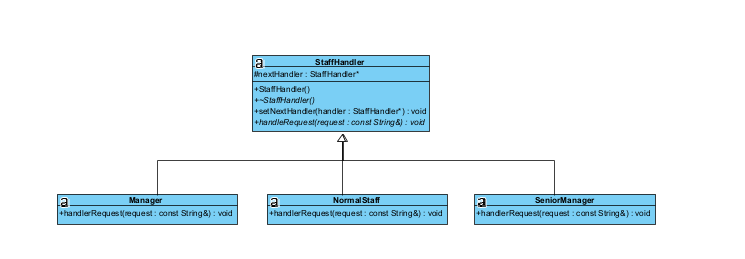 a StaffHandler
#nextHandler : StaffHandler*
+StaffHandler()
+~StaffHandler()
+setNextHandler(handler : StaffHandler*) : void
+handleRequest(request : const String&) : void
a Manager
+handlerRequest(request : const String&) : void
a NormalStaff
+handlerRequest(request : const String&) : void
a SeniorManager
+handlerRequest(request : const String&) : void